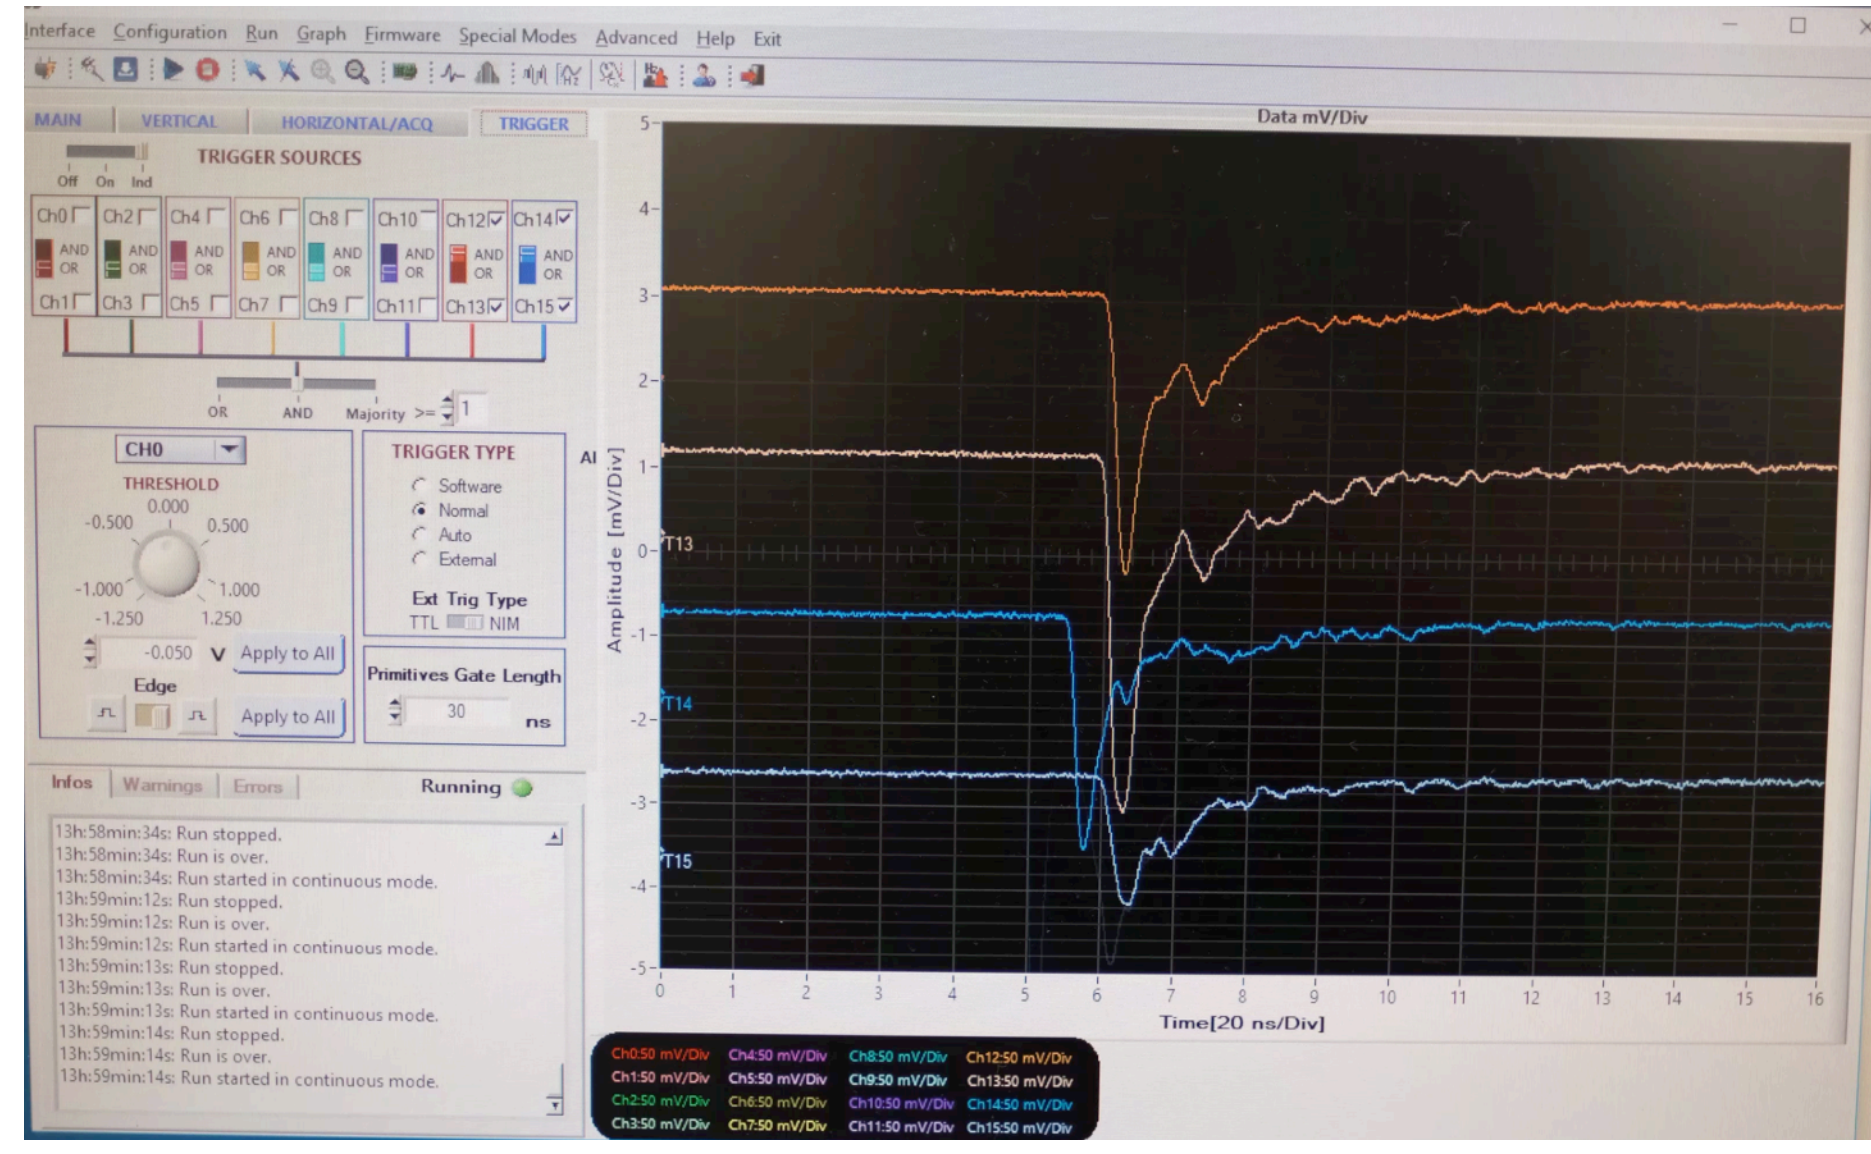 Interface Configuration Run Graph Firmware Special Modes Advanced Help Exit
MAIN VERTICAL HORIZONTAL/ACQ TRIGGER
TRIGGER SOURCES
Off On Ind
Ch0 Ch2 Ch4 Ch6 Ch8 Ch10 Ch12 Ch14
AND AND AND AND AND AND AND AND
OR OR OR OR OR OR OR OR
Ch1 Ch3 Ch5 Ch7 Ch9 Ch11 Ch13 Ch15
OR AND Majority >= 1
CH0
THRESHOLD
0.000
-0.500 0.500
-1.000 1.000
-1.250 1.250
-0.050 V Apply to All
Edge
Apply to All
TRIGGER TYPE
Software
Normal
Auto
External
Ext Trig Type
TTL NIM
Primitives Gate Length
30 ns
Infos Warnings Errors Running
13h:58min:34s: Run stopped.
13h:58min:34s: Run is over.
13h:58min:34s: Run started in continuous mode.
13h:59min:12s: Run stopped.
13h:59min:12s: Run is over.
13h:59min:12s: Run started in continuous mode.
13h:59min:13s: Run stopped.
13h:59min:13s: Run is over.
13h:59min:13s: Run started in continuous mode.
13h:59min:14s: Run stopped.
13h:59min:14s: Run is over.
13h:59min:14s: Run started in continuous mode.
Data mV/Div
AI
Amplitude [mV/Div]
5
4
3
2
1
0
-1
-2
-3
-4
-5
T13
T14
T15
0 1 2 3 4 5 6 7 8 9 10 11 12 13 14 15 16
Time[20 ns/Div]
Ch0:50 mV/Div Ch4:50 mV/Div Ch8:50 mV/Div Ch12:50 mV/Div
Ch1:50 mV/Div Ch5:50 mV/Div Ch9:50 mV/Div Ch13:50 mV/Div
Ch2:50 mV/Div Ch6:50 mV/Div Ch10:50 mV/Div Ch14:50 mV/Div
Ch3:50 mV/Div Ch7:50 mV/Div Ch11:50 mV/Div Ch15:50 mV/Div